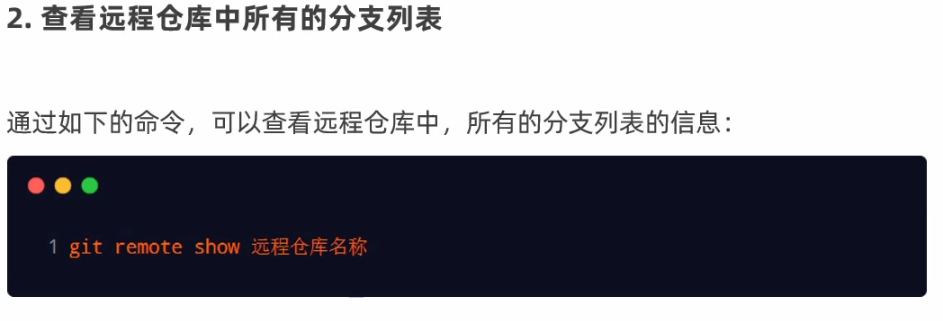 2. 查看远程仓库中所有的分支列表
通过如下的命令，可以查看远程仓库中，所有的分支列表的信息：
1 git remote show 远程仓库名称